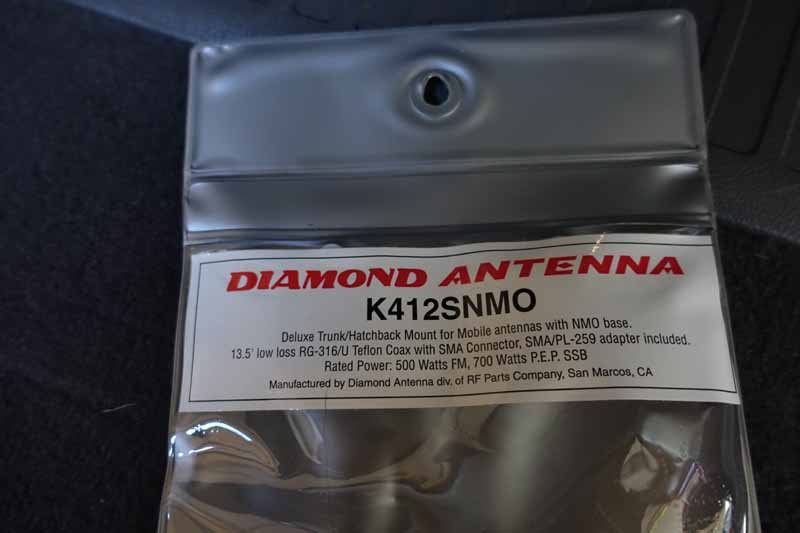 DIAMOND ANTENNA
K412SNMO
Deluxe Trunk/Hatchback Mount for Mobile antennas with NMO base.
13.5' low loss RG-316/U Teflon Coax with SMA Connector, SMA/PL-259 adapter included.
Rated Power: 500 Watts FM, 700 Watts P.E.P. SSB
Manufactured by Diamond Antenna div. of RF Parts Company, San Marcos, CA